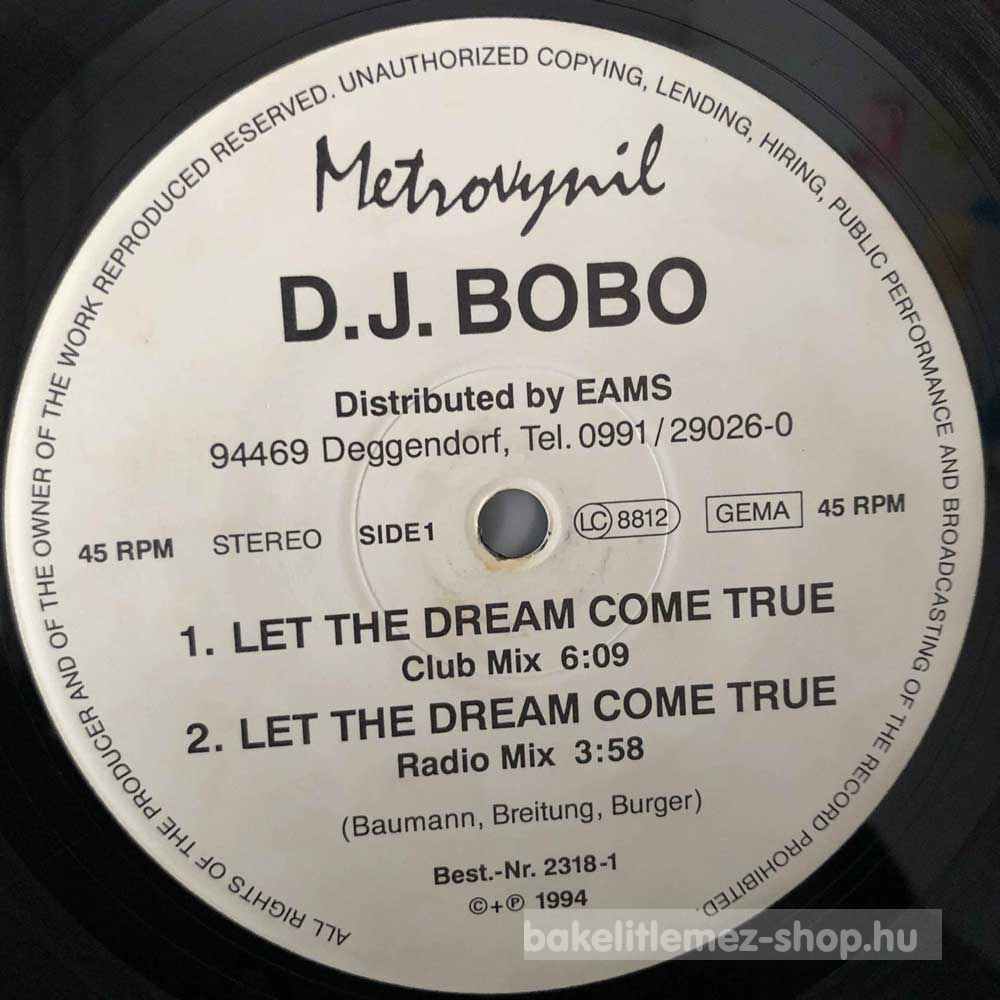 ALL RIGHTS OF THE PRODUCER AND OF THE OWNER OF THE WORK REPRODUCED RESERVED. UNAUTHORIZED COPYING, LENDING, HIRING, PUBLIC PERFORMANCE AND BROADCASTING OF THE RECORD PROHIBITED.
Metrovynil
D.J. BOBO
Distributed by EAMS
94469 Deggendorf, Tel. 0991/29026-0
45 RPM STEREO SIDE 1 LC 8812 GEMA 45 RPM
1. LET THE DREAM COME TRUE
Club Mix 6:09
2. LET THE DREAM COME TRUE
Radio Mix 3:58
(Baumann, Breitung, Burger)
Best.-Nr. 2318-1
©+℗ 1994
bakelitlemez-shop.hu